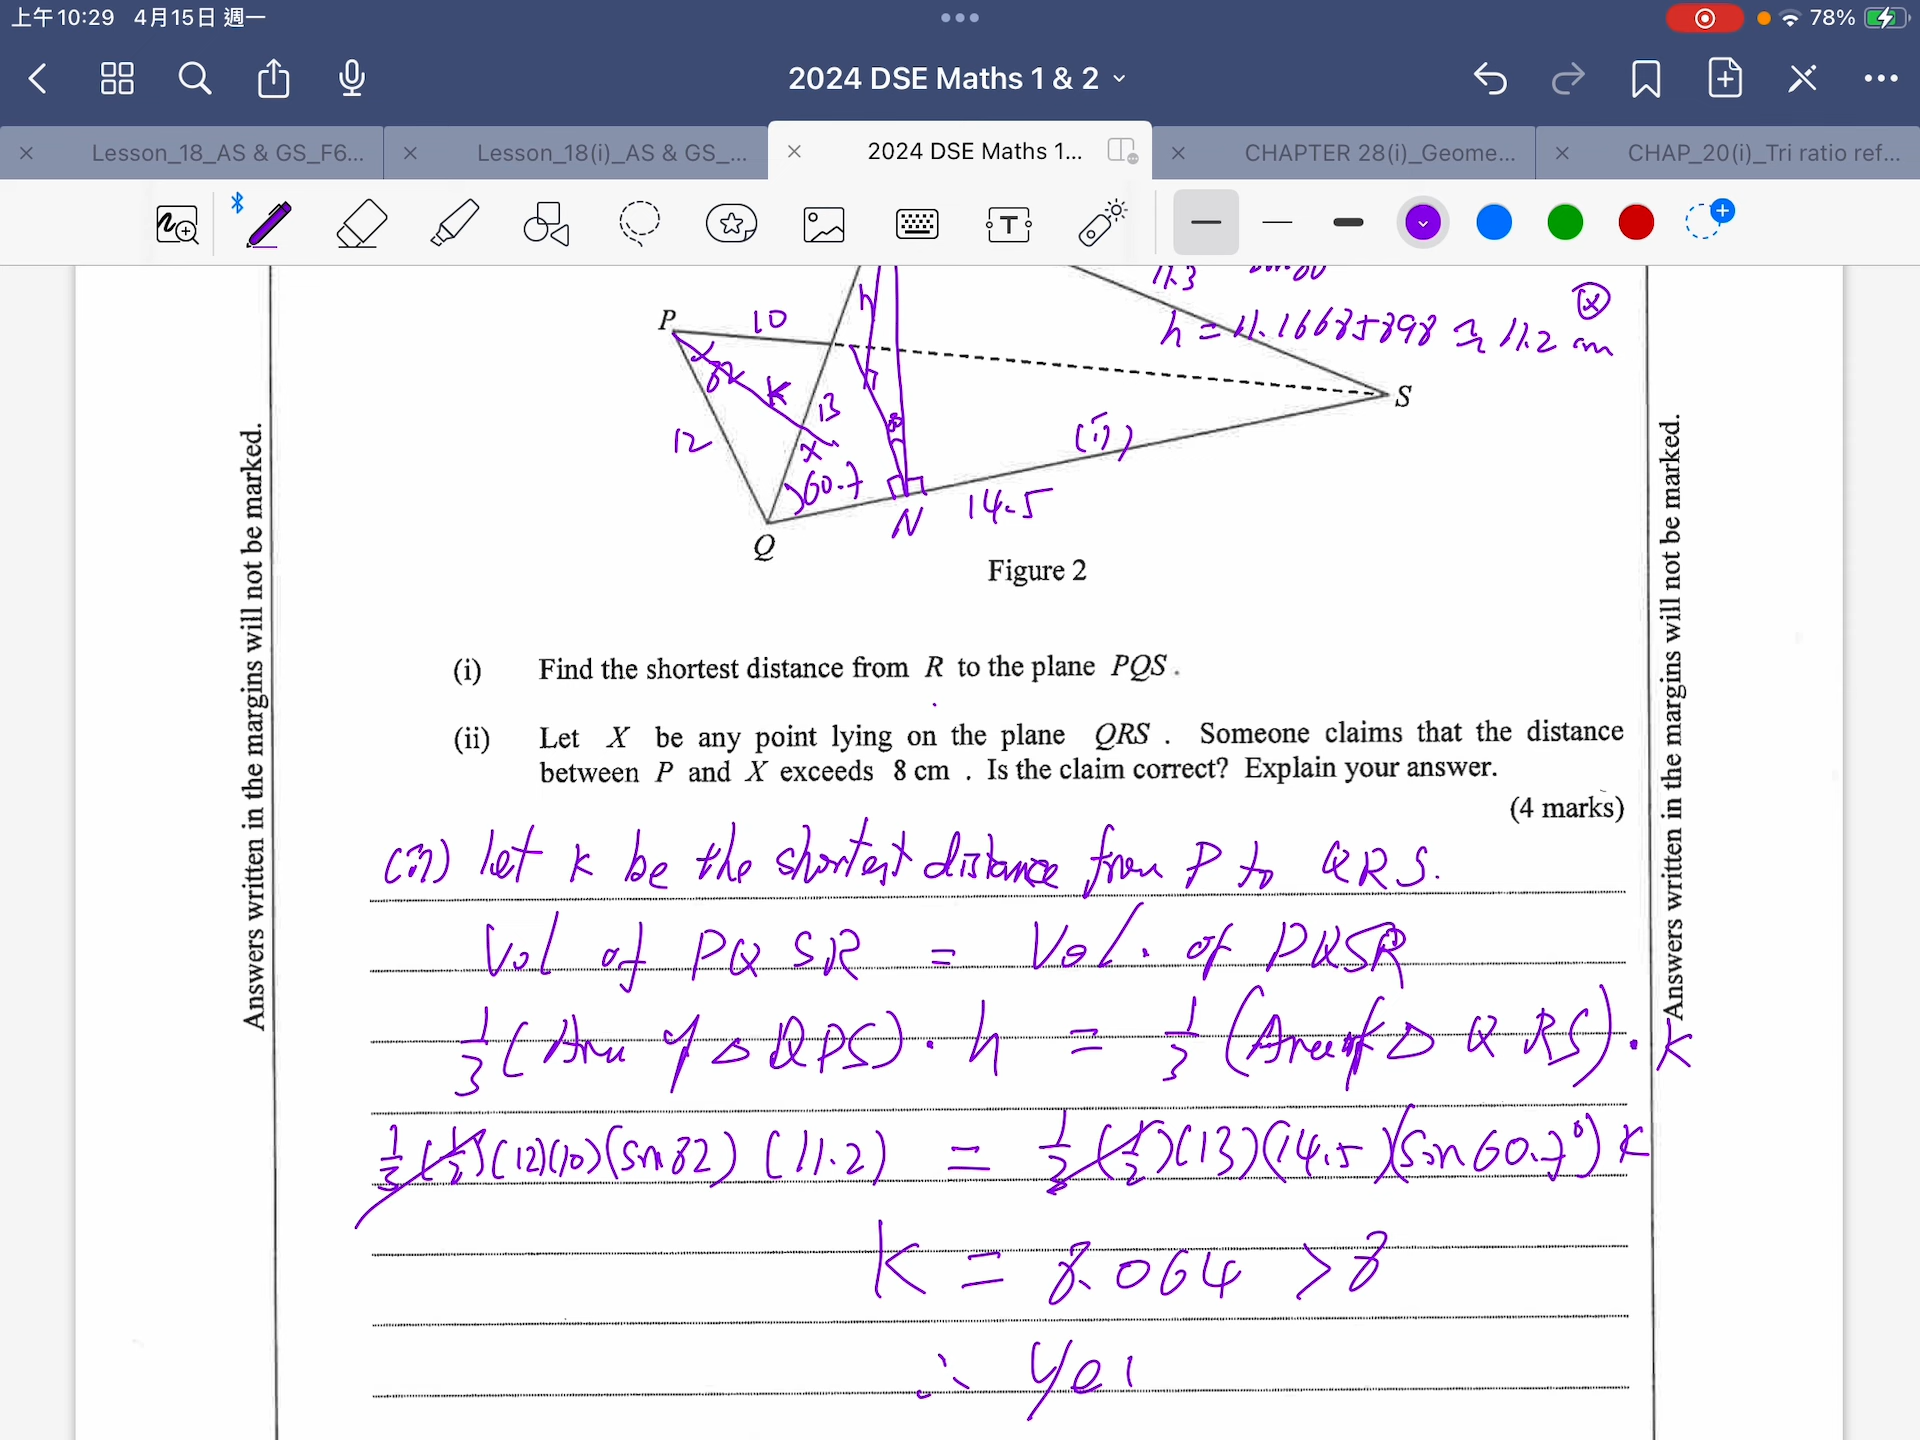 上午10:29 4月15日 週一
78%
2024 DSE Maths 1 & 2
Lesson_18_AS & GS_F6...
Lesson_18(i)_AS & GS_...
2024 DSE Maths 1...
CHAPTER 28(i)_Geome...
CHAP_20(i)_Tri ratio ref...
T
11.3
h
P
10
h = 11.16685898 ≈ 11.2 cm
82
K
13
S
12
X
(i)
60.7
14.5
N
Q
Figure 2
Answers written in the margins will not be marked.
Answers written in the margins will not be marked.
(i) Find the shortest distance from R to the plane PQS.
(ii) Let X be any point lying on the plane QRS. Someone claims that the distance
between P and X exceeds 8 cm. Is the claim correct? Explain your answer.
(4 marks)
(ii) let k be the shortest distance from P to QRS.
Vol of PQSR = Vol. of PQSR
1/3 (Area of △ QPS) · h = 1/3 (Area of △ QRS) · k
1/3 (1/2)(12)(10)(sin 82)(11.2) = 1/3 (1/2)(13)(14.5)(sin 60.7°) k
K = 8.064 > 8
∴ Yes